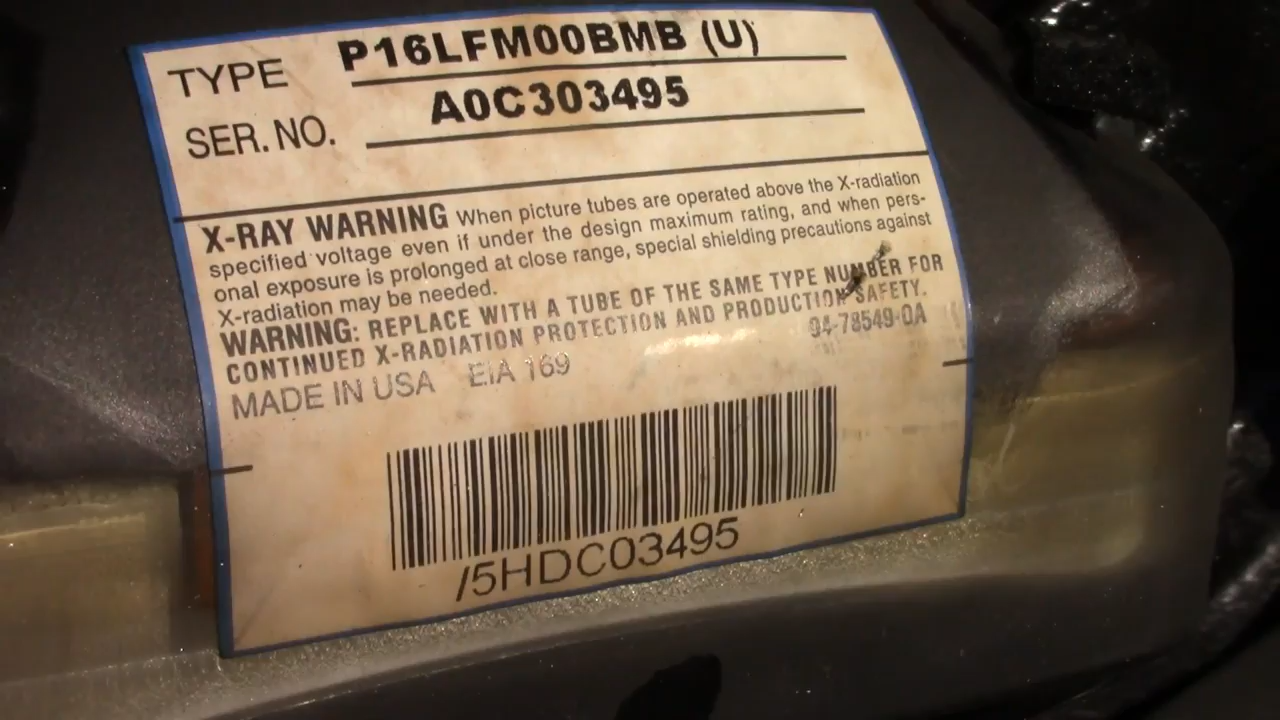 TYPE P16LFM00BMB (U)
SER. NO. A0C303495
X-RAY WARNING When picture tubes are operated above the X-radiation
specified voltage even if under the design maximum rating, and when pers-
onal exposure is prolonged at close range, special shielding precautions against
X-radiation may be needed.
WARNING: REPLACE WITH A TUBE OF THE SAME TYPE NUMBER FOR
CONTINUED X-RADIATION PROTECTION AND PRODUCTION SAFETY.
MADE IN USA EIA 169 94-78549-0A
/5HDC03495